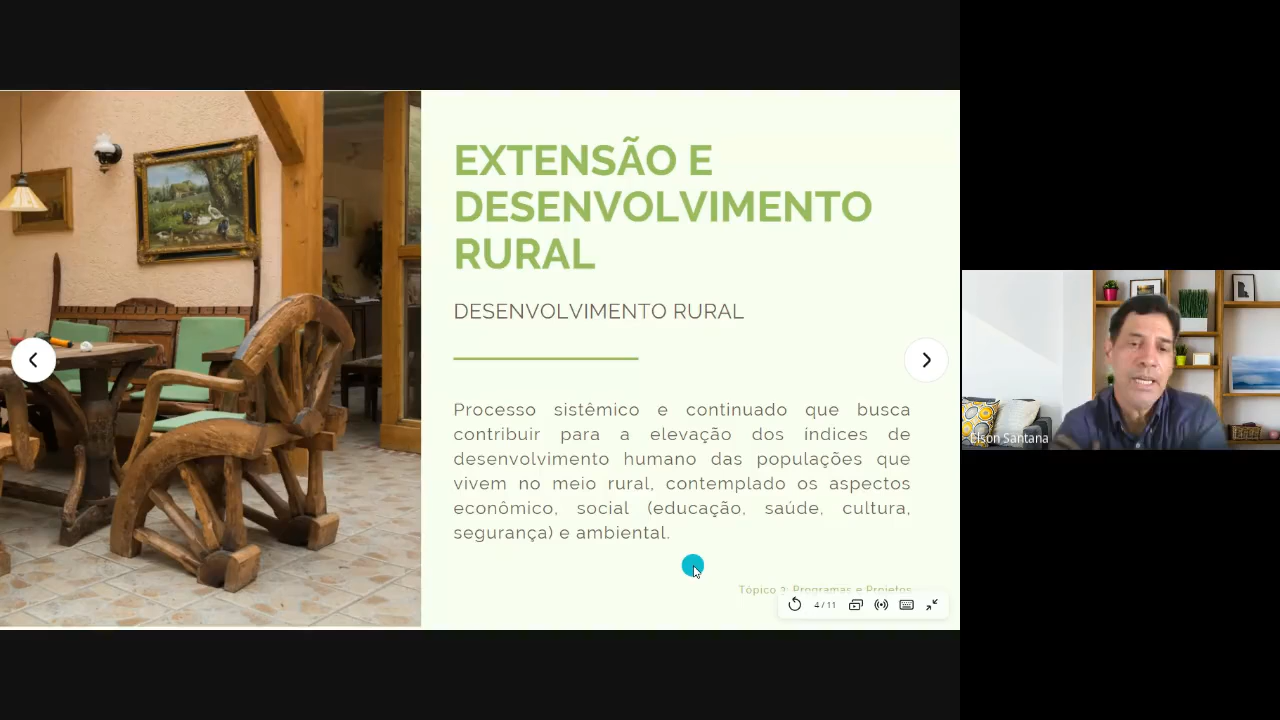 EXTENSÃO E
DESENVOLVIMENTO
RURAL
DESENVOLVIMENTO RURAL
Processo sistêmico e continuado que busca
contribuir para a elevação dos índices de
desenvolvimento humano das populações que
vivem no meio rural, contemplado os aspectos
econômico, social (educação, saúde, cultura,
segurança) e ambiental.
Tópico 2: Programas e Projetos
4 / 11
Elson Santana